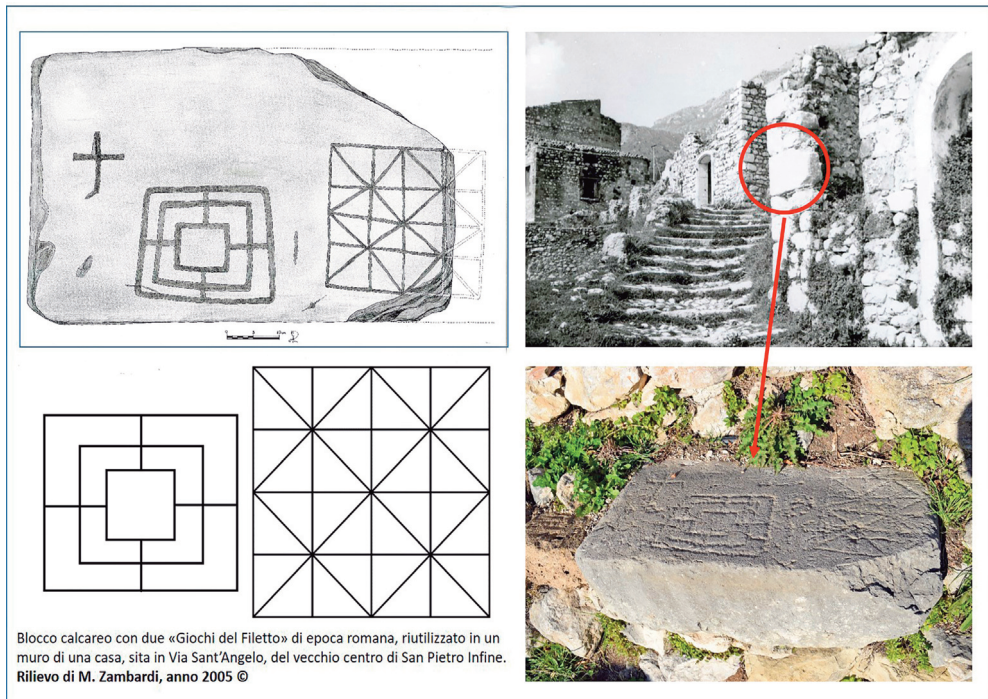 Blocco calcareo con due «Giochi del Filetto» di epoca romana, riutilizzato in un
muro di una casa, sita in Via Sant’Angelo, del vecchio centro di San Pietro Infine.
Rilievo di M. Zambardi, anno 2005 ©